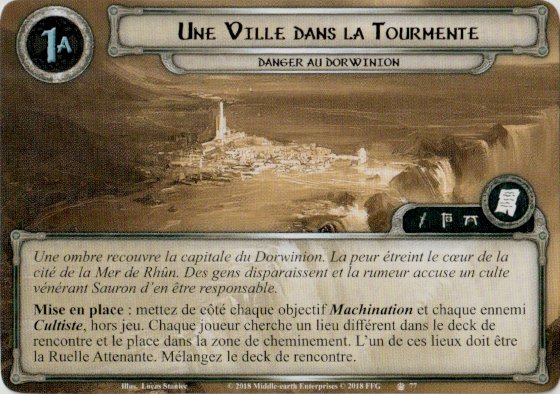 1A
Une Ville dans la Tourmente
Danger au Dorwinion
Une ombre recouvre la capitale du Dorwinion. La peur étreint le cœur de la
cité de la Mer de Rhûn. Des gens disparaissent et la rumeur accuse un culte
vénérant Sauron d'en être responsable.
Mise en place : mettez de côté chaque objectif Machination et chaque ennemi
Cultiste, hors jeu. Chaque joueur cherche un lieu différent dans le deck de
rencontre et le place dans la zone de cheminement. L'un de ces lieux doit être
la Ruelle Attenante. Mélangez le deck de rencontre.
Illus. Lucas Staniec © 2018 Middle-earth Enterprises © 2018 FFG 77